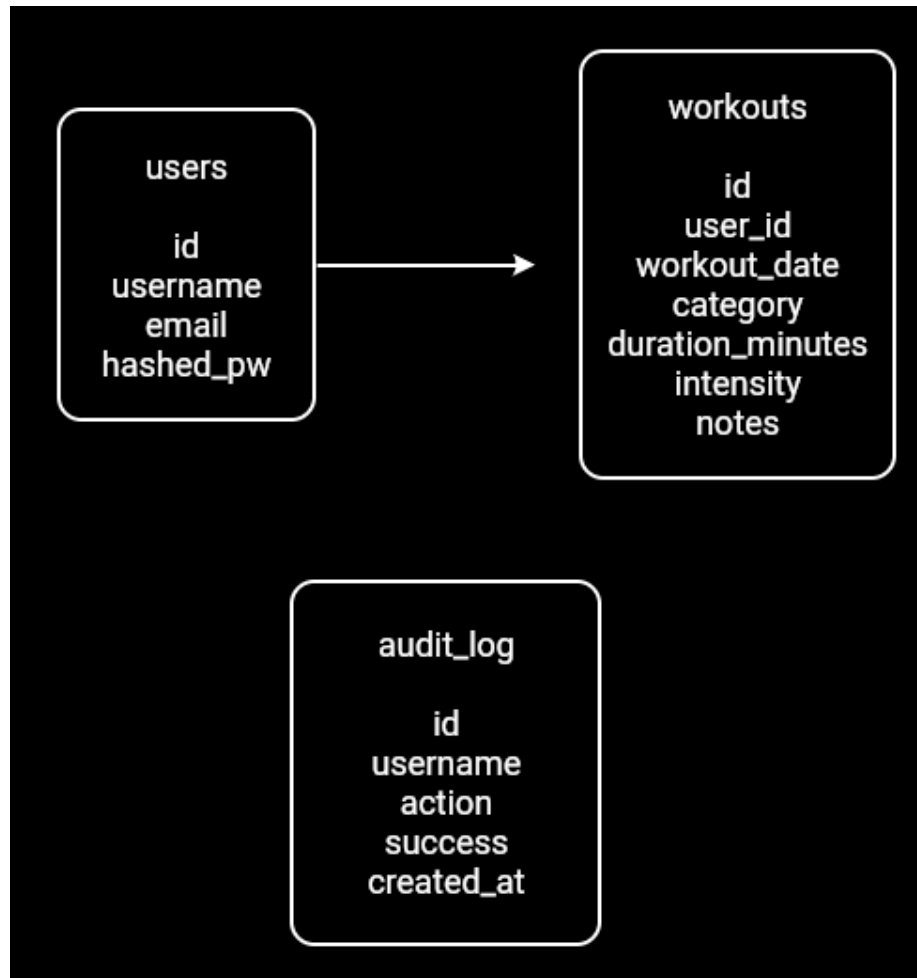 users
id
username
email
hashed_pw
workouts
id
user_id
workout_date
category
duration_minutes
intensity
notes
audit_log
id
username
action
success
created_at